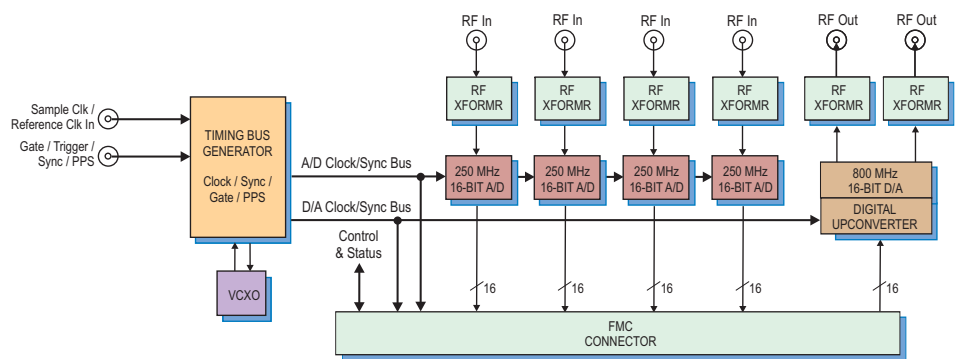 RF In
RF In
RF In
RF In
RF Out
RF Out
RF
XFORMR
RF
XFORMR
RF
XFORMR
RF
XFORMR
RF
XFORMR
RF
XFORMR
Sample Clk /
Reference Clk In
Gate / Trigger /
Sync / PPS
TIMING BUS
GENERATOR
Clock / Sync /
Gate / PPS
A/D Clock/Sync Bus
250 MHz
16-BIT A/D
250 MHz
16-BIT A/D
250 MHz
16-BIT A/D
250 MHz
16-BIT A/D
800 MHz
16-BIT D/A
DIGITAL
UPCONVERTER
D/A Clock/Sync Bus
Control
& Status
VCXO
16
16
16
16
16
FMC
CONNECTOR